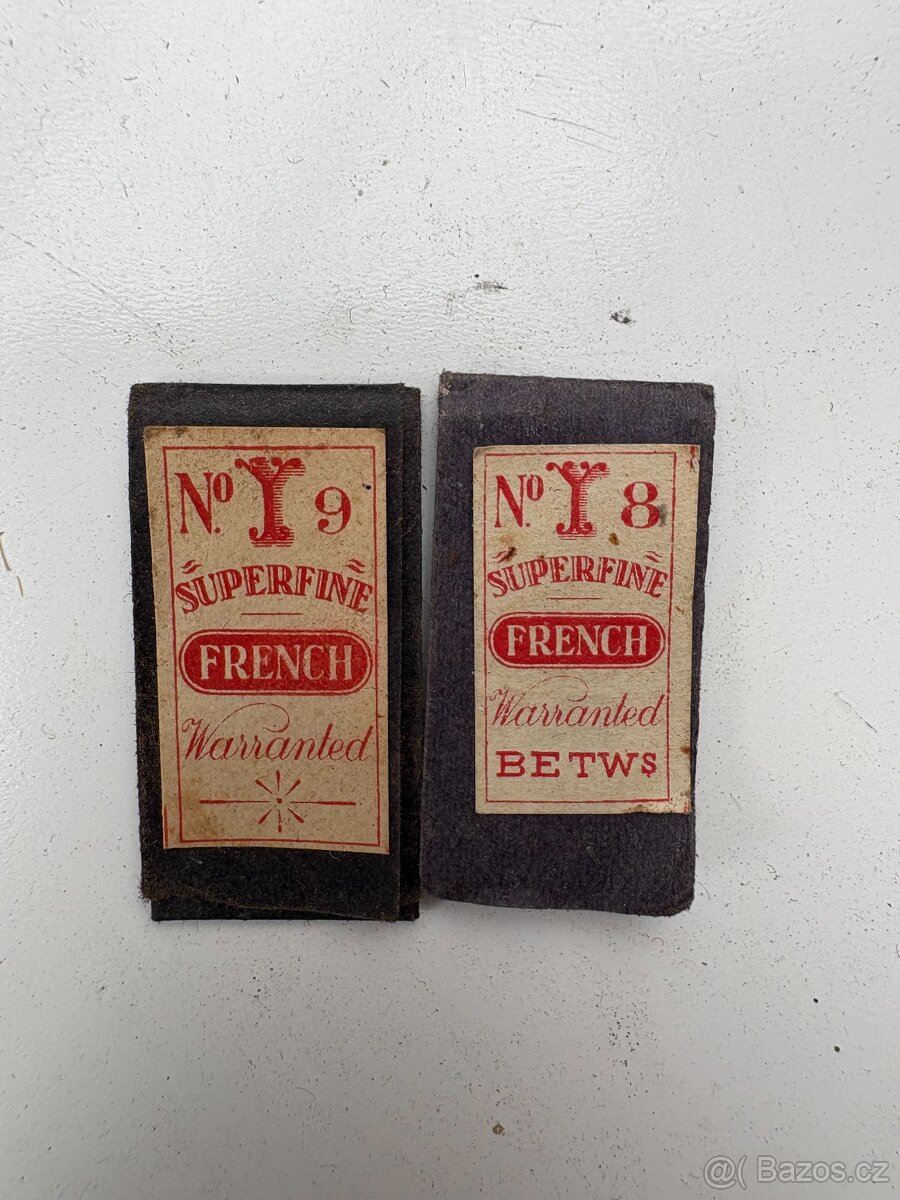 No. Y 9
SUPERFINE
FRENCH
Warranted
No. Y 8
SUPERFINE
FRENCH
Warranted
BETWS
@( Bazos.cz